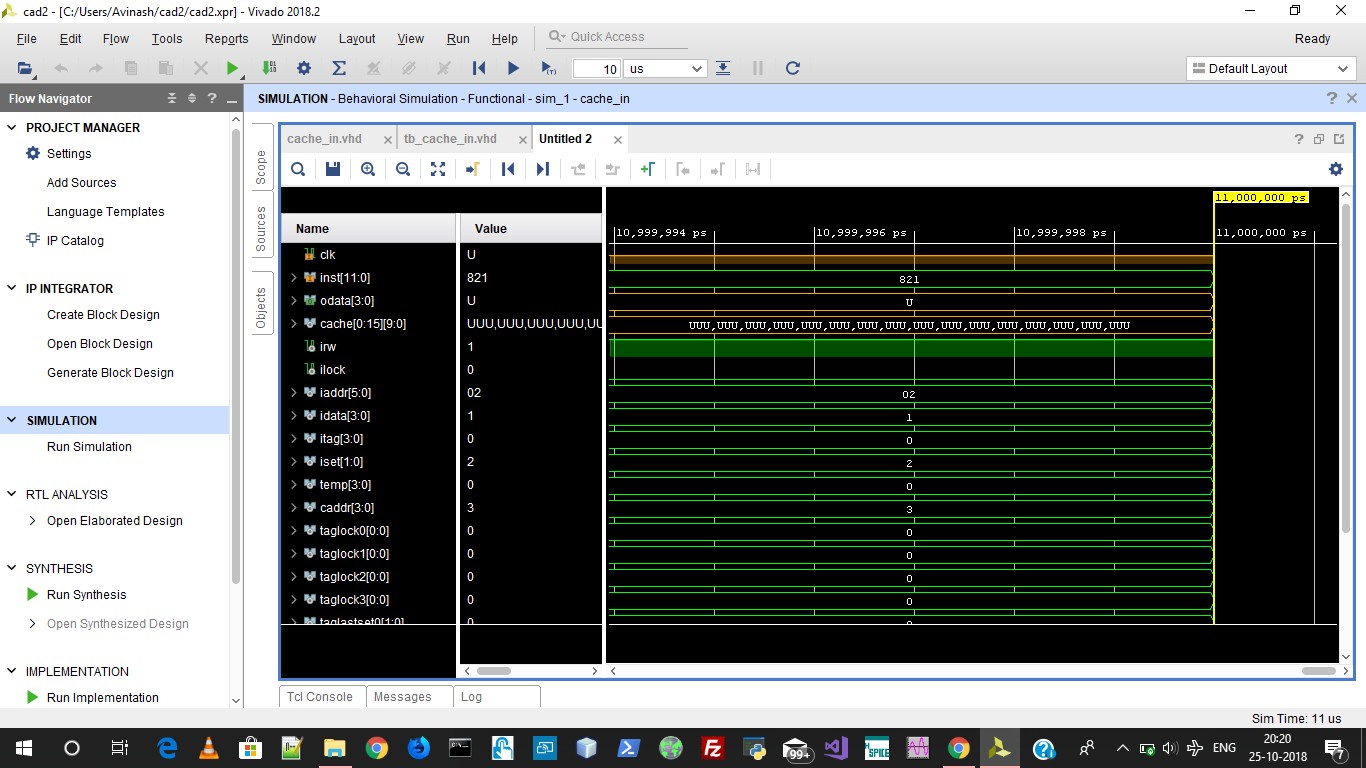 cad2 - [C:/Users/Avinash/cad2/cad2.xpr] - Vivado 2018.2
File Edit Flow Tools Reports Window Layout View Run Help Quick Access Ready
10 us Default Layout
Flow Navigator
SIMULATION - Behavioral Simulation - Functional - sim_1 - cache_in
PROJECT MANAGER
Settings
Add Sources
Language Templates
IP Catalog
IP INTEGRATOR
Create Block Design
Open Block Design
Generate Block Design
SIMULATION
Run Simulation
RTL ANALYSIS
Open Elaborated Design
SYNTHESIS
Run Synthesis
Open Synthesized Design
IMPLEMENTATION
Run Implementation
Scope
Sources
Objects
cache_in.vhd tb_cache_in.vhd Untitled 2
11,000,000 ps
Name Value 10,999,994 ps 10,999,996 ps 10,999,998 ps 11,000,000 ps
clk U
inst[11:0] 821 821
odata[3:0] U U
cache[0:15][9:0] UUU,UUU,UUU,UUU,UU UUU,UUU,UUU,UUU,UUU,UUU,UUU,UUU,UUU,UUU,UUU,UUU,UUU,UUU,UUU,UUU
irw 1
ilock 0
iaddr[5:0] 02 02
idata[3:0] 1 1
itag[3:0] 0 0
iset[1:0] 2 2
temp[3:0] 0 0
caddr[3:0] 3 3
taglock0[0:0] 0 0
taglock1[0:0] 0 0
taglock2[0:0] 0 0
taglock3[0:0] 0 0
taglastset0[1:0] 0 0
Tcl Console Messages Log
Sim Time: 11 us
99+ SPICE ENG 20:20
25-10-2018 7